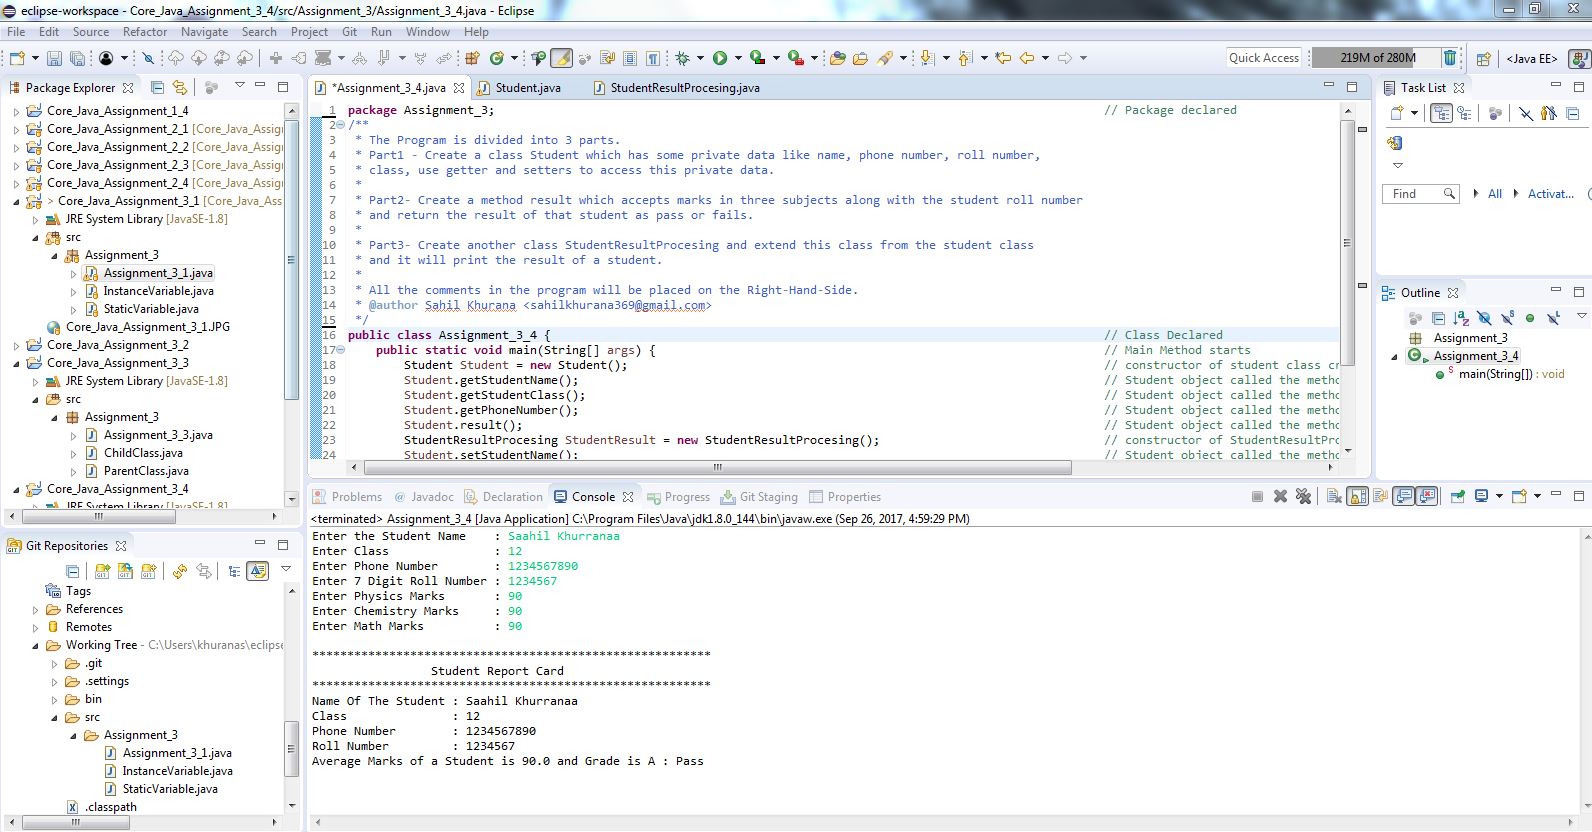 eclipse-workspace - Core_Java_Assignment_3_4/src/Assignment_3/Assignment_3_4.java - Eclipse
File Edit Source Refactor Navigate Search Project Git Run Window Help
Quick Access
219M of 280M
<Java EE>
Package Explorer
Core_Java_Assignment_1_4
Core_Java_Assignment_2_1 [Core_Java_Assign
Core_Java_Assignment_2_2 [Core_Java_Assign
Core_Java_Assignment_2_3 [Core_Java_Assign
Core_Java_Assignment_2_4 [Core_Java_Assign
> Core_Java_Assignment_3_1 [Core_Java_Ass
JRE System Library [JavaSE-1.8]
src
Assignment_3
Assignment_3_1.java
InstanceVariable.java
StaticVariable.java
Core_Java_Assignment_3_1.JPG
Core_Java_Assignment_3_2
Core_Java_Assignment_3_3
JRE System Library [JavaSE-1.8]
src
Assignment_3
Assignment_3_3.java
ChildClass.java
ParentClass.java
Core_Java_Assignment_3_4
JRE System Library [JavaSE-1.8]
Git Repositories
Tags
References
Remotes
Working Tree - C:\Users\khuranas\eclipse
.git
.settings
bin
src
Assignment_3
Assignment_3_1.java
InstanceVariable.java
StaticVariable.java
.classpath
*Assignment_3_4.java Student.java StudentResultProcesing.java
1 package Assignment_3; // Package declared
2 /**
3 * The Program is divided into 3 parts.
4 * Part1 - Create a class Student which has some private data like name, phone number, roll number,
5 * class, use getter and setters to access this private data.
6 *
7 * Part2- Create a method result which accepts marks in three subjects along with the student roll number
8 * and return the result of that student as pass or fails.
9 *
10 * Part3- Create another class StudentResultProcesing and extend this class from the student class
11 * and it will print the result of a student.
12 *
13 * All the comments in the program will be placed on the Right-Hand-Side.
14 * @author Sahil Khurana <sahilkhurana369@gmail.com>
15 */
16 public class Assignment_3_4 { // Class Declared
17 public static void main(String[] args) { // Main Method starts
18 Student Student = new Student(); // constructor of student class cr
19 Student.getStudentName(); // Student object called the metho
20 Student.getStudentClass(); // Student object called the metho
21 Student.getPhoneNumber(); // Student object called the metho
22 Student.result(); // Student object called the metho
23 StudentResultProcesing StudentResult = new StudentResultProcesing(); // constructor of StudentResultPro
24 Student.setStudentName(); // Student object called the metho
Problems @ Javadoc Declaration Console Progress Git Staging Properties
<terminated> Assignment_3_4 [Java Application] C:\Program Files\Java\jdk1.8.0_144\bin\javaw.exe (Sep 26, 2017, 4:59:29 PM)
Enter the Student Name : Saahil Khurranaa
Enter Class : 12
Enter Phone Number : 1234567890
Enter 7 Digit Roll Number : 1234567
Enter Physics Marks : 90
Enter Chemistry Marks : 90
Enter Math Marks : 90
*********************************************************
Student Report Card
*********************************************************
Name Of The Student : Saahil Khurranaa
Class : 12
Phone Number : 1234567890
Roll Number : 1234567
Average Marks of a Student is 90.0 and Grade is A : Pass
Task List
Find All Activat...
Outline
Assignment_3
Assignment_3_4
main(String[]) : void